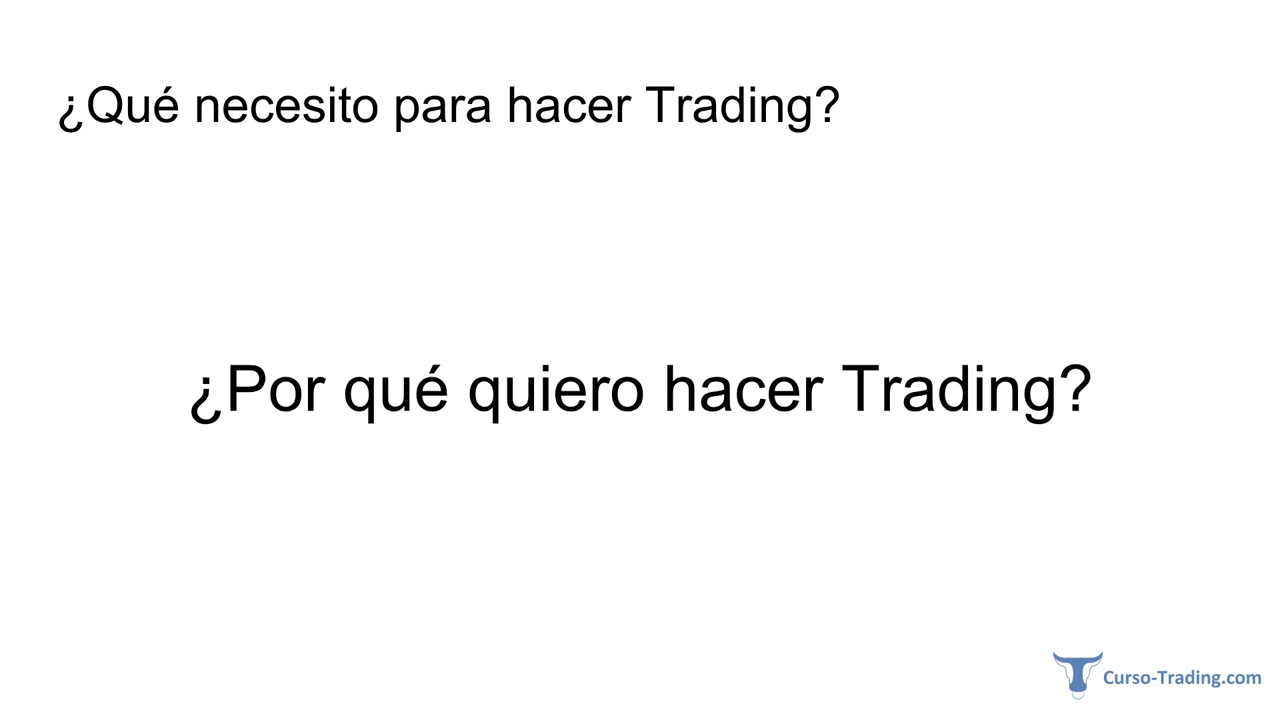 ¿Qué necesito para hacer Trading?
¿Por qué quiero hacer Trading?
Curso-Trading.com